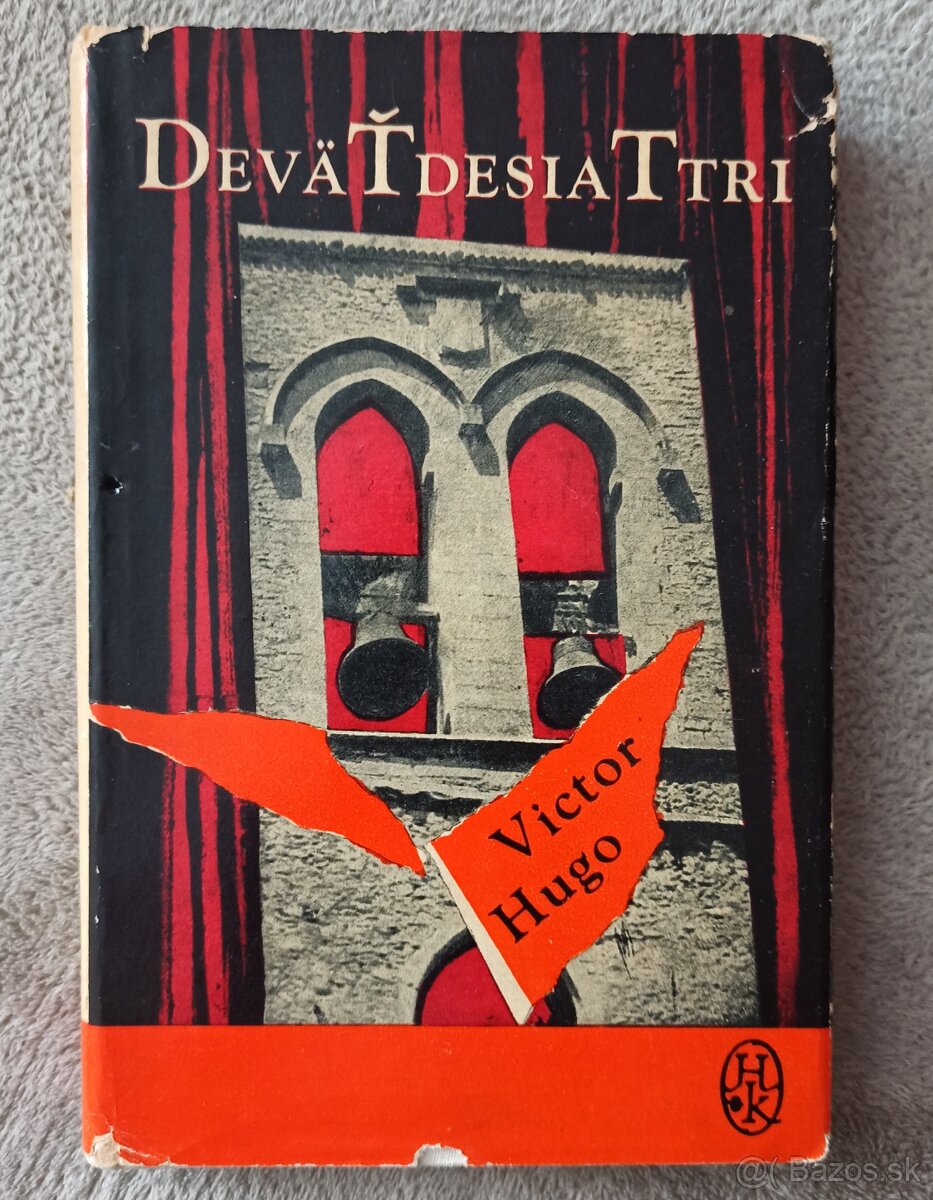 DEVÄŤDESIATTRI
Victor
Hugo
H
K
@( Bazos.sk